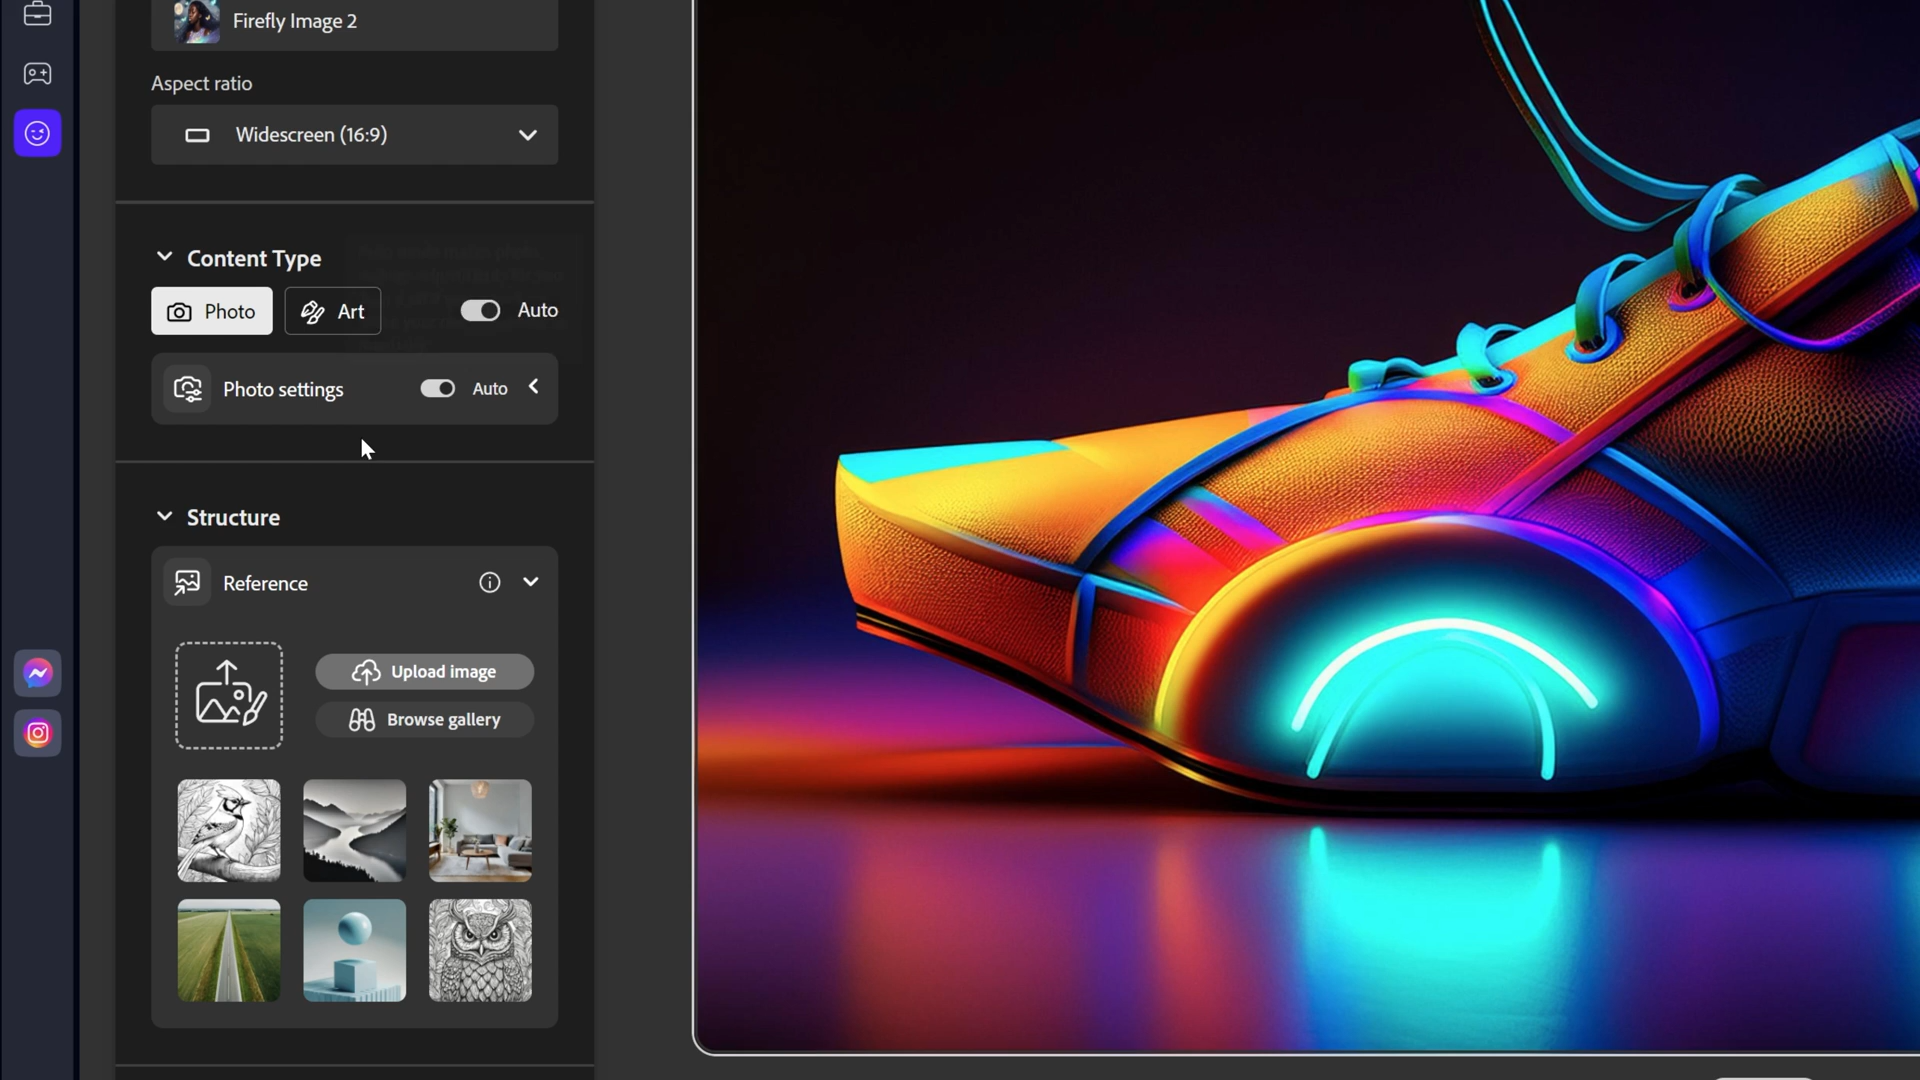 Firefly Image 2
Aspect ratio
Widescreen (16:9)
Content Type
Photo
Art
Auto
Photo settings
Auto
Structure
Reference
Upload image
Browse gallery